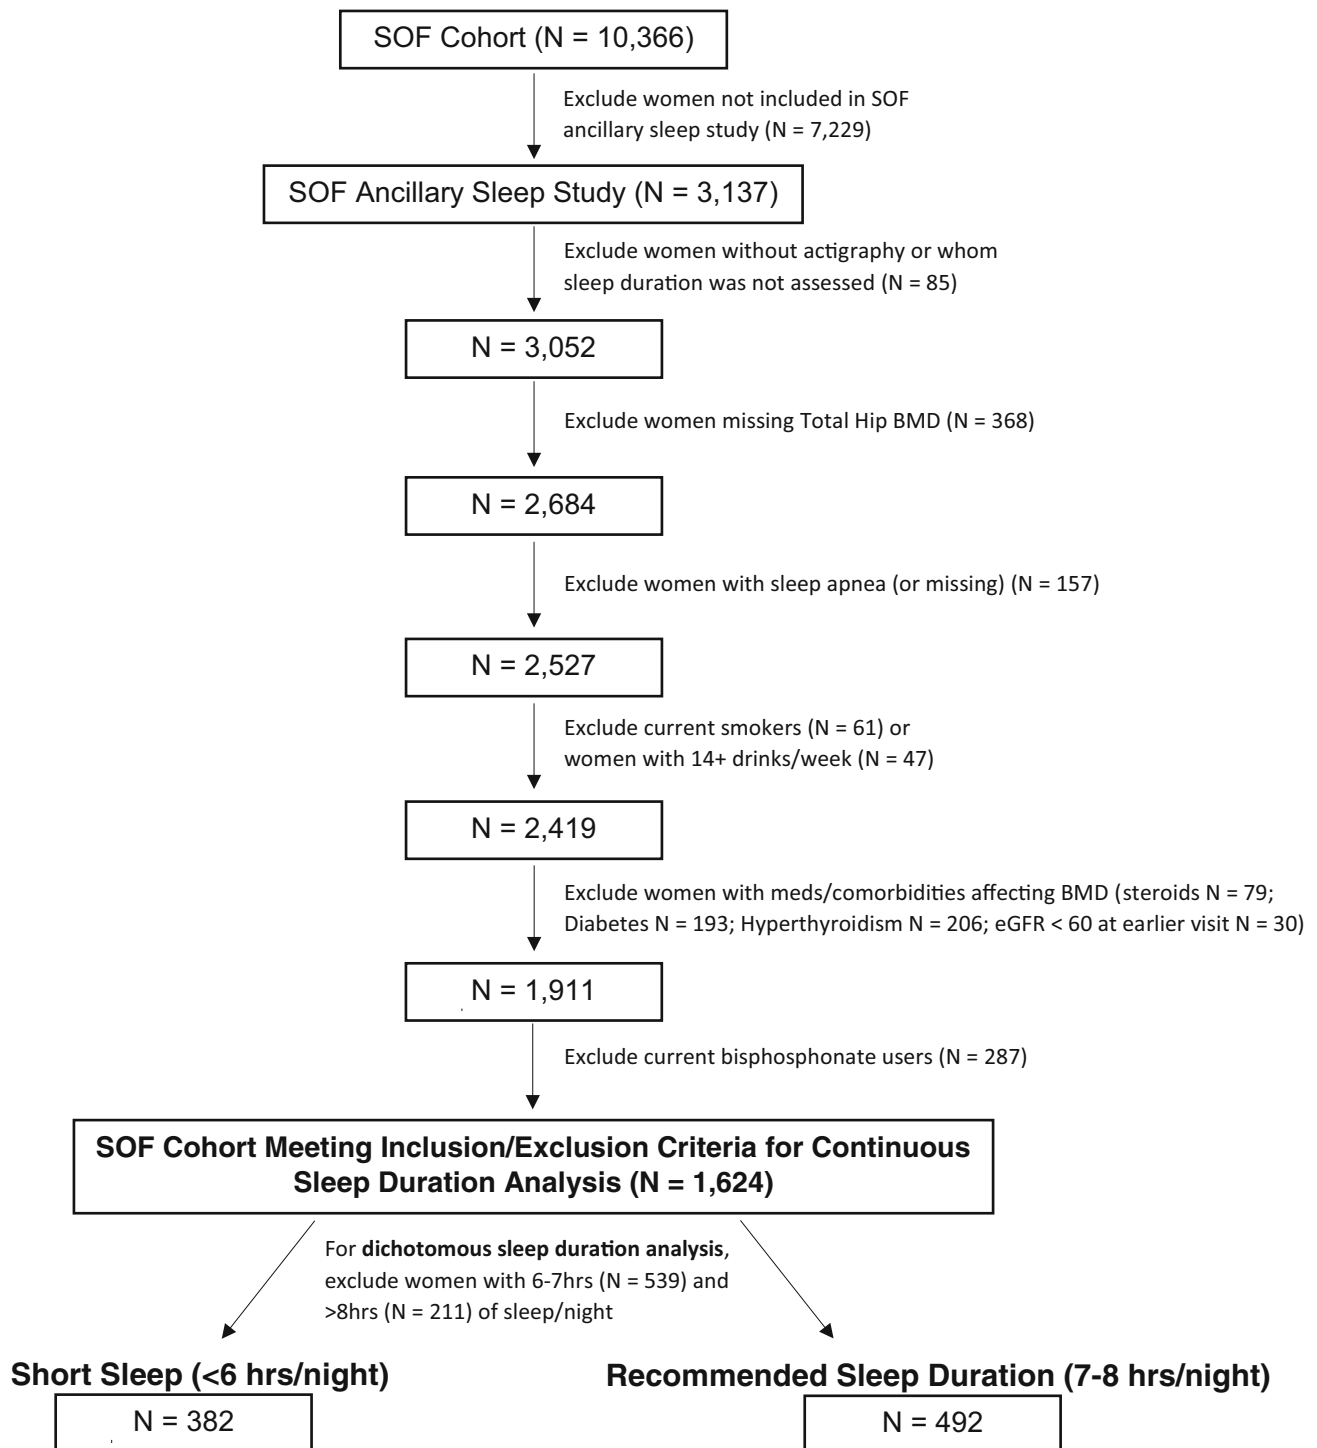 SOF Cohort (N = 10,366)
Exclude women not included in SOF
ancillary sleep study (N = 7,229)
SOF Ancillary Sleep Study (N = 3,137)
Exclude women without actigraphy or whom
sleep duration was not assessed (N = 85)
N = 3,052
Exclude women missing Total Hip BMD (N = 368)
N = 2,684
Exclude women with sleep apnea (or missing) (N = 157)
N = 2,527
Exclude current smokers (N = 61) or
women with 14+ drinks/week (N = 47)
N = 2,419
Exclude women with meds/comorbidities affecting BMD (steroids N = 79;
Diabetes N = 193; Hyperthyroidism N = 206; eGFR < 60 at earlier visit N = 30)
N = 1,911
Exclude current bisphosphonate users (N = 287)
SOF Cohort Meeting Inclusion/Exclusion Criteria for Continuous
Sleep Duration Analysis (N = 1,624)
For dichotomous sleep duration analysis,
exclude women with 6-7hrs (N = 539) and
>8hrs (N = 211) of sleep/night
Short Sleep (<6 hrs/night)
N = 382
Recommended Sleep Duration (7-8 hrs/night)
N = 492